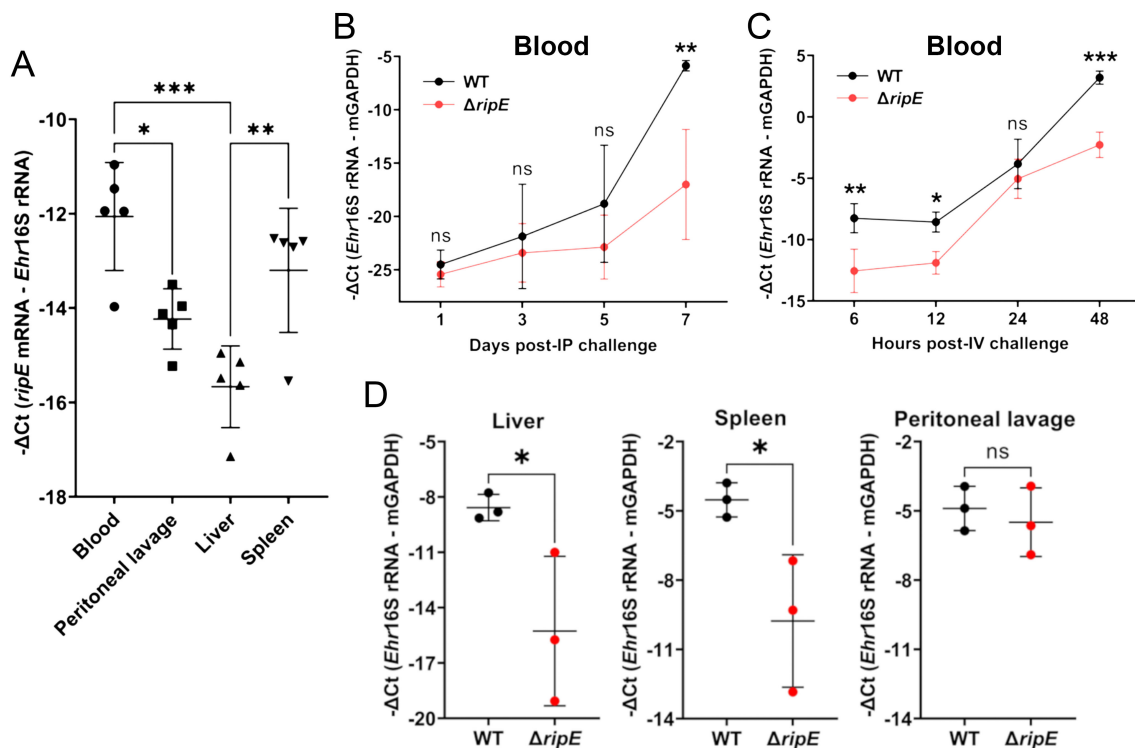 A
-ΔCt (ripE mRNA - Ehr16S rRNA)
-10
-12
-14
-16
-18
***
*
**
Blood
Peritoneal lavage
Liver
Spleen
B
Blood
-ΔCt (Ehr16S rRNA - mGAPDH)
-5
-10
-15
-20
-25
WT
ΔripE
ns
ns
ns
**
1
3
5
7
Days post-IP challenge
C
Blood
-ΔCt (Ehr16S rRNA - mGAPDH)
5
0
-5
-10
-15
WT
ΔripE
**
*
ns
***
6
12
24
48
Hours post-IV challenge
D
Liver
-ΔCt (Ehr16S rRNA - mGAPDH)
-5
-8
-11
-14
-17
-20
*
WT
ΔripE
Spleen
-ΔCt (Ehr16S rRNA - mGAPDH)
-2
-5
-8
-11
-14
*
WT
ΔripE
Peritoneal lavage
-ΔCt (Ehr16S rRNA - mGAPDH)
-2
-5
-8
-11
-14
ns
WT
ΔripE